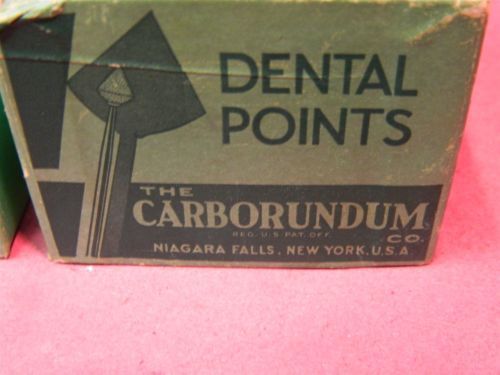 DENTAL
POINTS
THE
CARBORUNDUM
REG. U.S. PAT. OFF.
CO.
NIAGARA FALLS, NEW YORK, U.S.A.